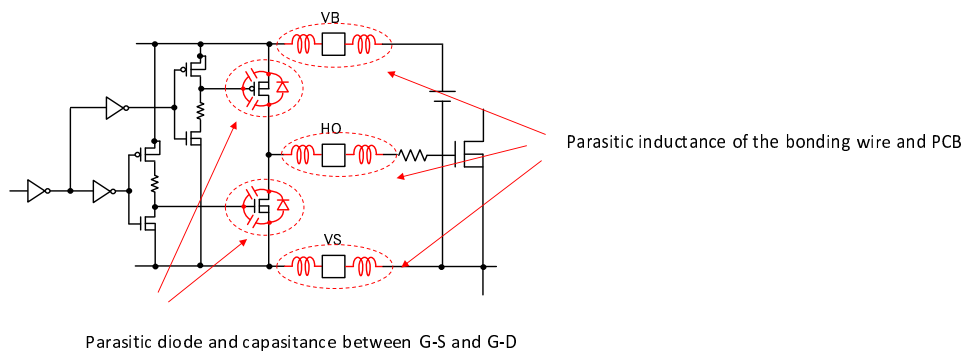 VB
HO
Parasitic inductance of the bonding wire and PCB
VS
Parasitic diode and capasitance between G-S and G-D